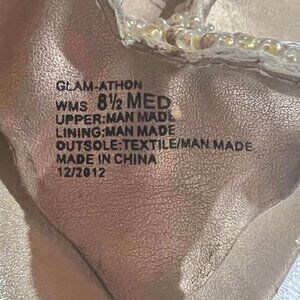 GLAM-ATHON
WMS 6½ MED
UPPER:MAN MADE
LINING:MAN MADE
OUTSOLE:TEXTILE/MAN MADE
MADE IN CHINA
12/2012